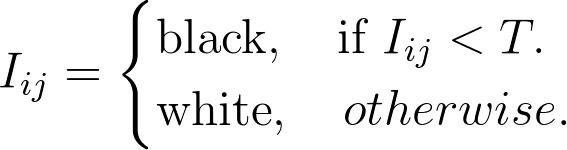 I_{ij} = { black, if I_{ij} < T.
white, otherwise.